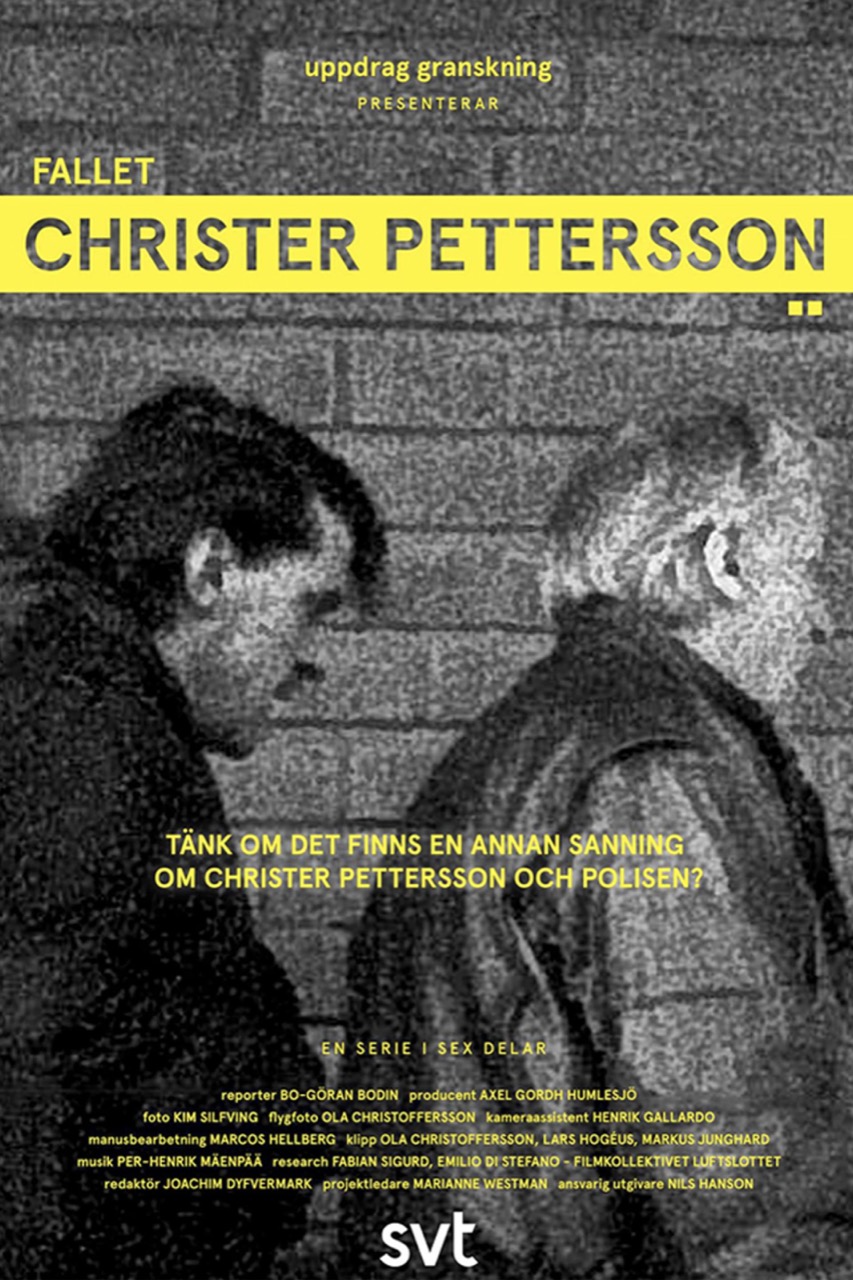 uppdrag granskning
PRESENTERAR
FALLET
CHRISTER PETTERSSON
TÄNK OM DET FINNS EN ANNAN SANNING
OM CHRISTER PETTERSSON OCH POLISEN?
EN SERIE I SEX DELAR
reporter BO-GÖRAN BODIN producent AXEL GORDH HUMLESJÖ
foto KIM SILFVING flygfoto OLA CHRISTOFFERSSON kameraassistent HENRIK GALLARDO
manusbearbetning MARCOS HELLBERG klipp OLA CHRISTOFFERSSON, LARS HOGÉUS, MARKUS JUNGHARD
musik PER-HENRIK MÄENPÄÄ research FABIAN SIGURD, EMILIO DI STEFANO - FILMKOLLEKTIVET LUFTSLOTTET
redaktör JOACHIM DYFVERMARK projektledare MARIANNE WESTMAN ansvarig utgivare NILS HANSON
svt